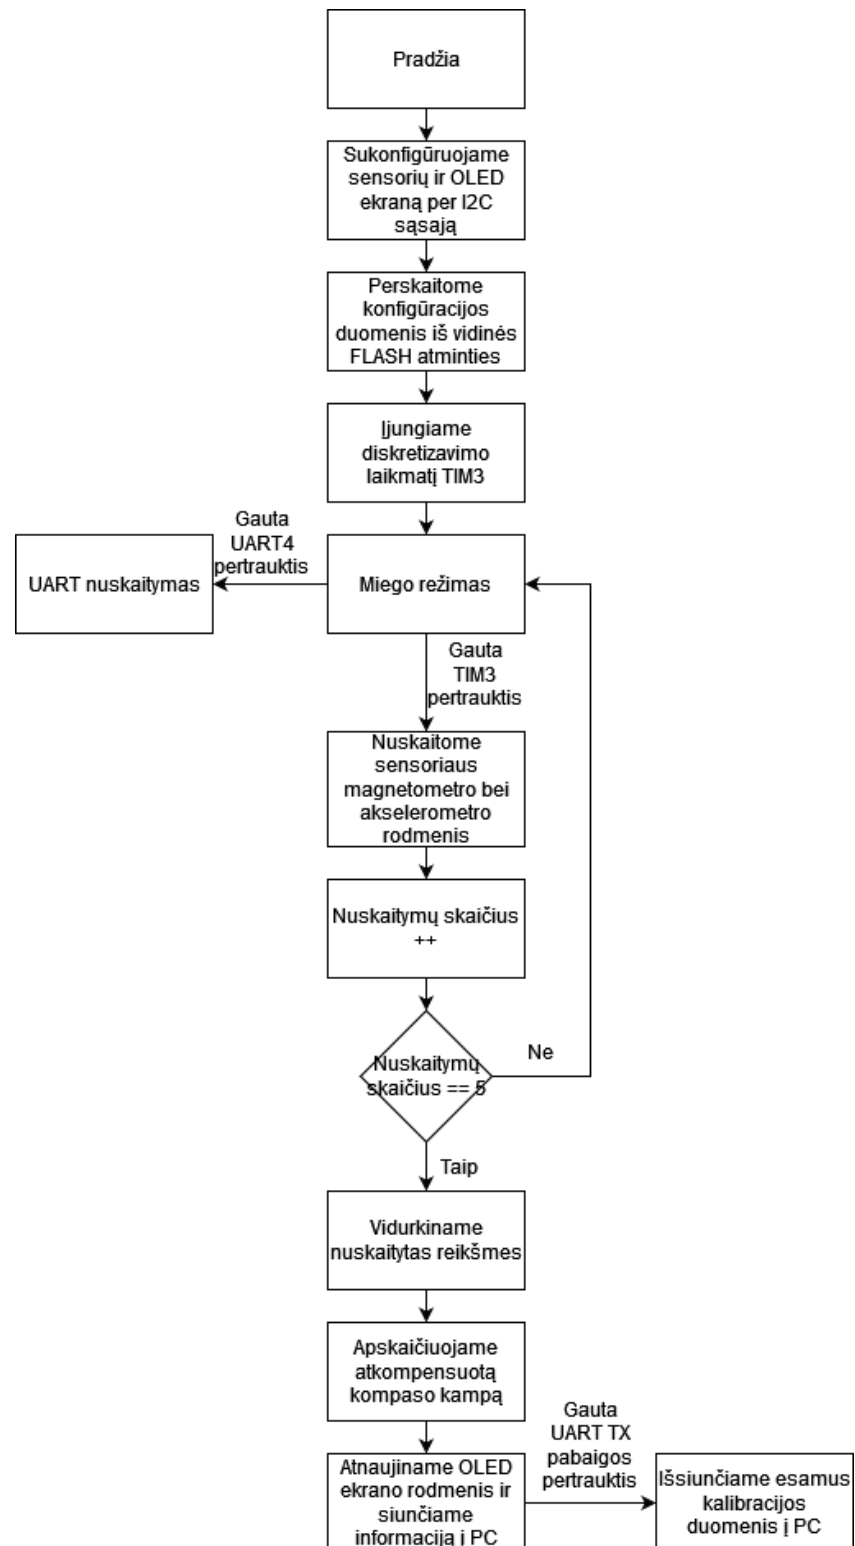 Pradžia
Sukonfigūruojame
sensorių ir OLED
ekraną per I2C
sąsają
Perskaitome
konfigūracijos
duomenis iš vidinės
FLASH atminties
Įjungiame
diskretizavimo
laikmatį TIM3
Gauta
UART4
pertrauktis
UART nuskaitymas
Miego režimas
Gauta
TIM3
pertrauktis
Nuskaitome
sensoriaus
magnetometro bei
akselerometro
rodmenis
Nuskaitymų skaičius
++
Nuskaitymų
skaičius == 5
Ne
Taip
Vidurkiname
nuskaitytas reikšmes
Apskaičiuojame
atkompensuotą
kompaso kampą
Gauta
UART TX
pabaigos
pertrauktis
Atnaujiname OLED
ekrano rodmenis ir
siunčiame
informaciją į PC
Išsiunčiame esamus
kalibracijos
duomenis į PC